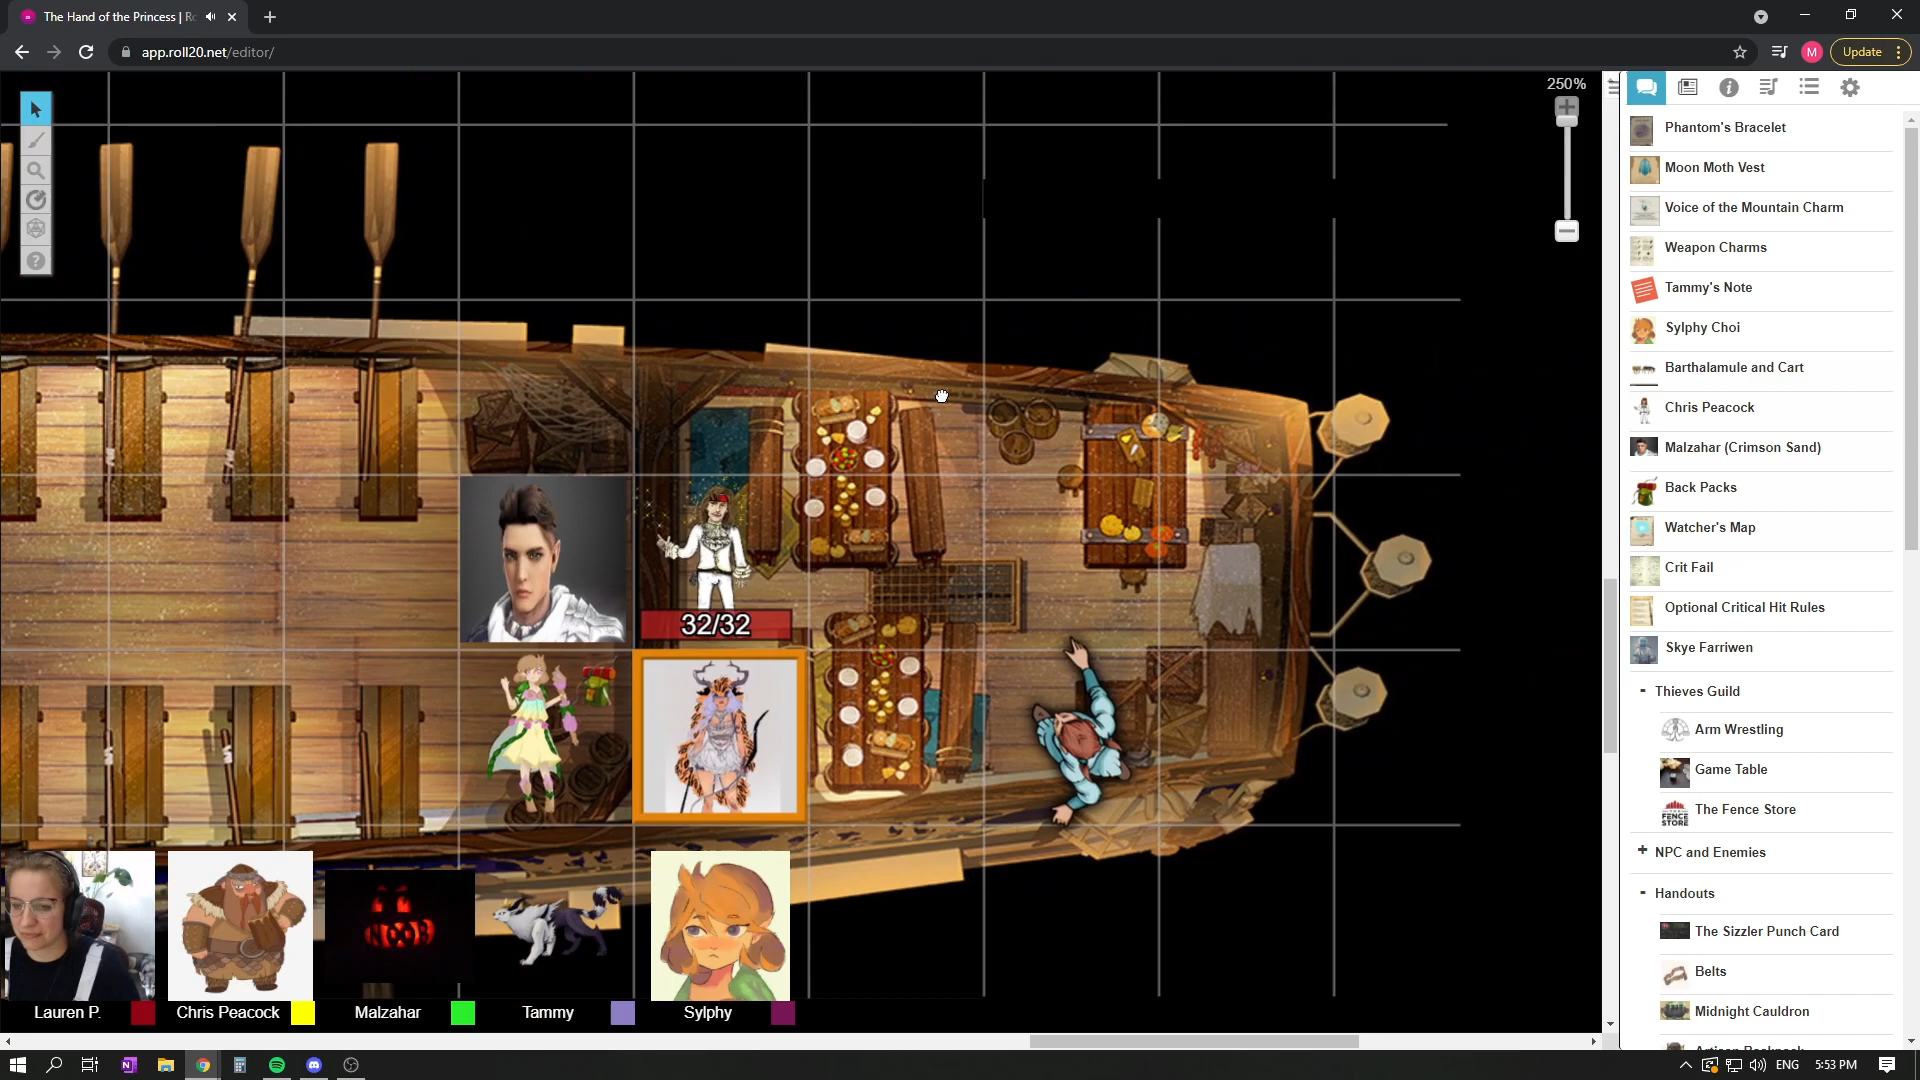 The Hand of the Princess | Ro
app.roll20.net/editor/
M
Update
250%
Phantom's Bracelet
Moon Moth Vest
Voice of the Mountain Charm
Weapon Charms
Tammy's Note
Sylphy Choi
Barthalamule and Cart
Chris Peacock
Malzahar (Crimson Sand)
Back Packs
Watcher's Map
Crit Fail
Optional Critical Hit Rules
Skye Farriwen
Thieves Guild
Arm Wrestling
Game Table
FENCE
STORE
The Fence Store
NPC and Enemies
Handouts
The Sizzler Punch Card
Belts
Midnight Cauldron
32/32
NOOB
Lauren P.
Chris Peacock
Malzahar
Tammy
Sylphy
ENG
5:53 PM